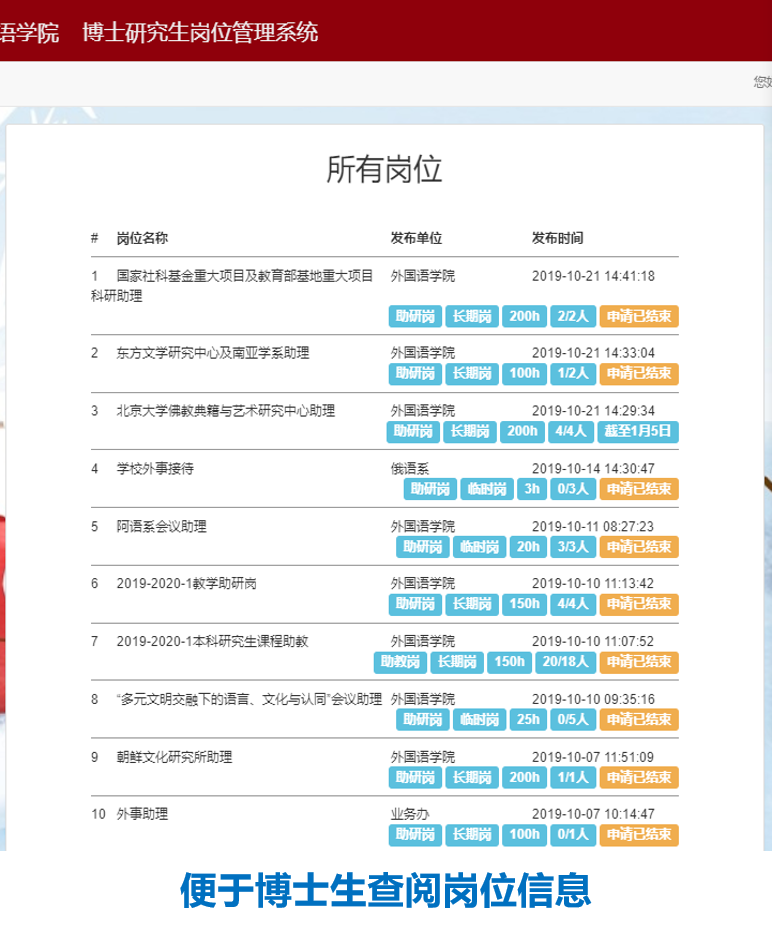 语学院 博士研究生岗位管理系统
您好
所有岗位
# 岗位名称 发布单位 发布时间
1 国家社科基金重大项目及教育部基地重大项目 外国语学院 2019-10-21 14:41:18
科研助理
助研岗 长期岗 200h 2/2人 申请已结束
2 东方文学研究中心及南亚学系助理 外国语学院 2019-10-21 14:33:04
助研岗 长期岗 100h 1/2人 申请已结束
3 北京大学佛教典籍与艺术研究中心助理 外国语学院 2019-10-21 14:29:34
助研岗 长期岗 200h 4/4人 截至1月5日
4 学校外事接待 俄语系 2019-10-14 14:30:47
助研岗 临时岗 3h 0/3人 申请已结束
5 阿语系会议助理 外国语学院 2019-10-11 08:27:23
助研岗 临时岗 20h 3/3人 申请已结束
6 2019-2020-1教学助研岗 外国语学院 2019-10-10 11:13:42
助研岗 长期岗 150h 4/4人 申请已结束
7 2019-2020-1本科研究生课程助教 外国语学院 2019-10-10 11:07:52
助教岗 长期岗 150h 20/18人 申请已结束
8 “多元文明交融下的语言、文化与认同”会议助理 外国语学院 2019-10-10 09:35:16
助研岗 临时岗 25h 0/5人 申请已结束
9 朝鲜文化研究所助理 外国语学院 2019-10-07 11:51:09
助研岗 长期岗 200h 1/1人 申请已结束
10 外事助理 业务办 2019-10-07 10:14:47
助研岗 长期岗 100h 0/1人 申请已结束
便于博士生查阅岗位信息